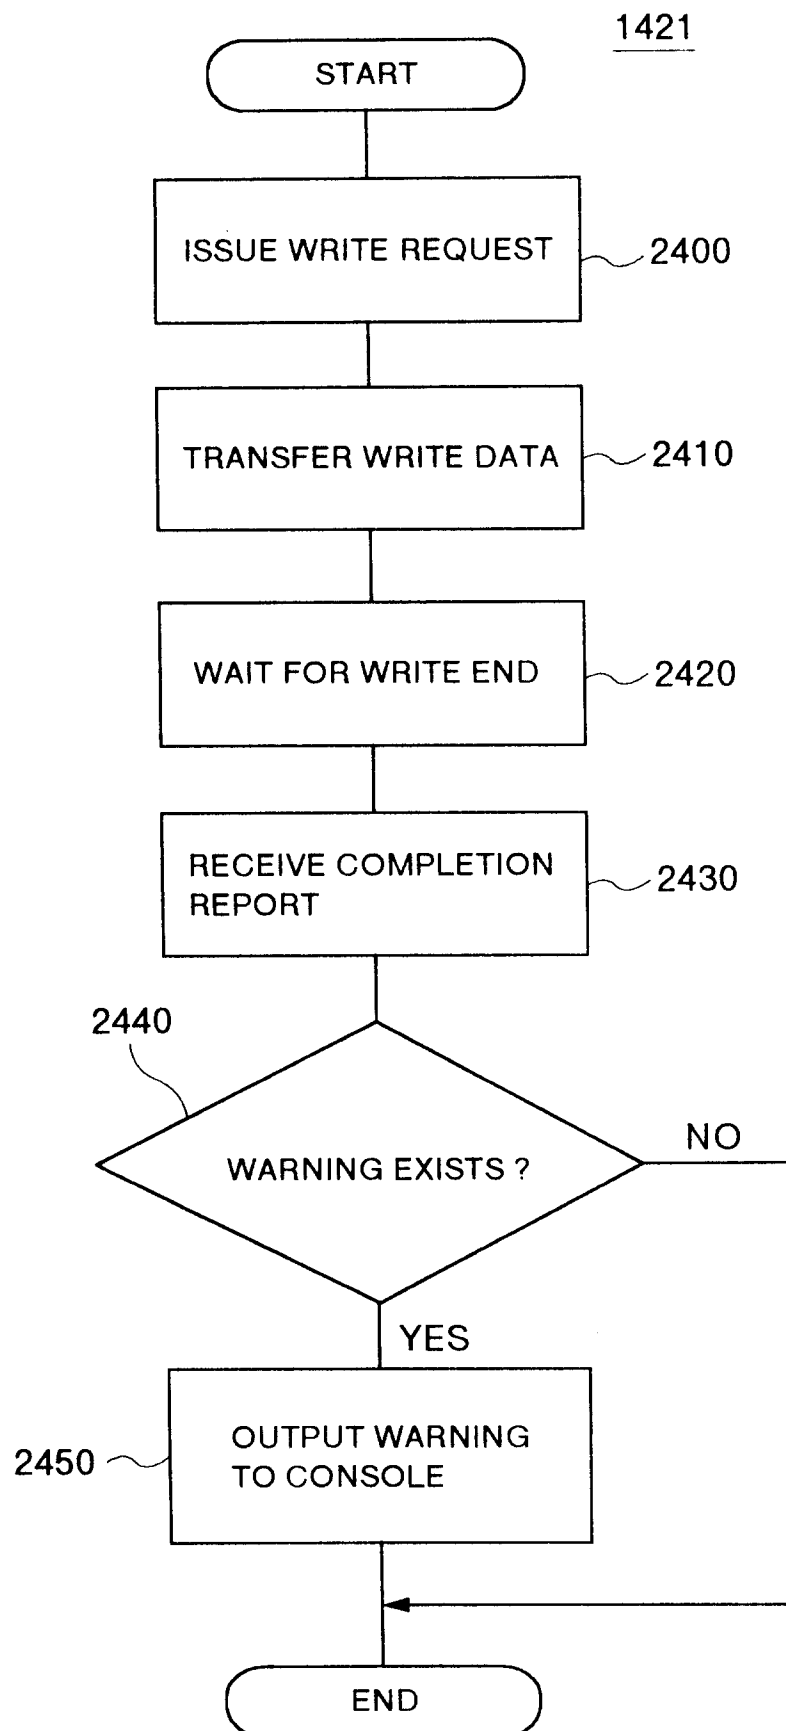 1421
START
ISSUE WRITE REQUEST
2400
TRANSFER WRITE DATA
2410
WAIT FOR WRITE END
2420
RECEIVE COMPLETION
REPORT
2430
2440
WARNING EXISTS ?
NO
YES
OUTPUT WARNING
TO CONSOLE
2450
END